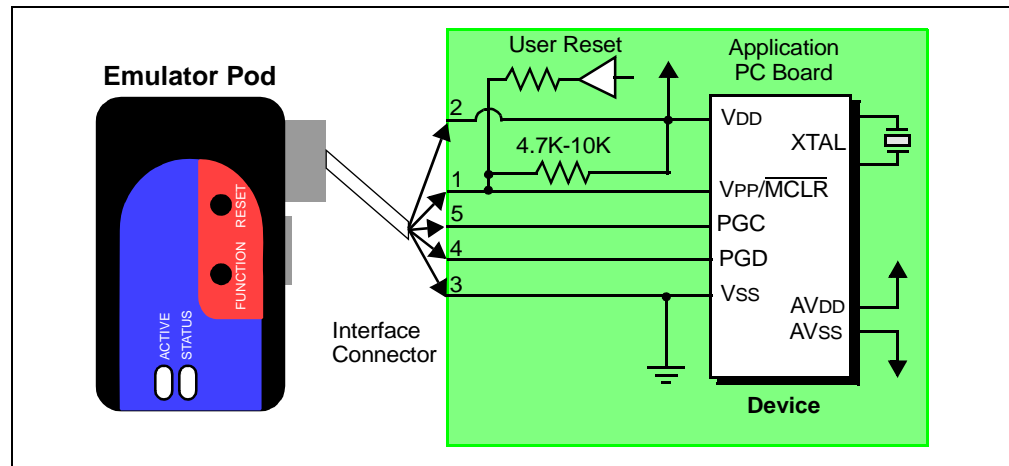 Emulator Pod
RESET
FUNCTION
ACTIVE
STATUS
Interface
Connector
User Reset
Application
PC Board
2
4.7K-10K
1
5
4
3
VDD
XTAL
VPP/MCLR
PGC
PGD
VSS
AVDD
AVSS
Device